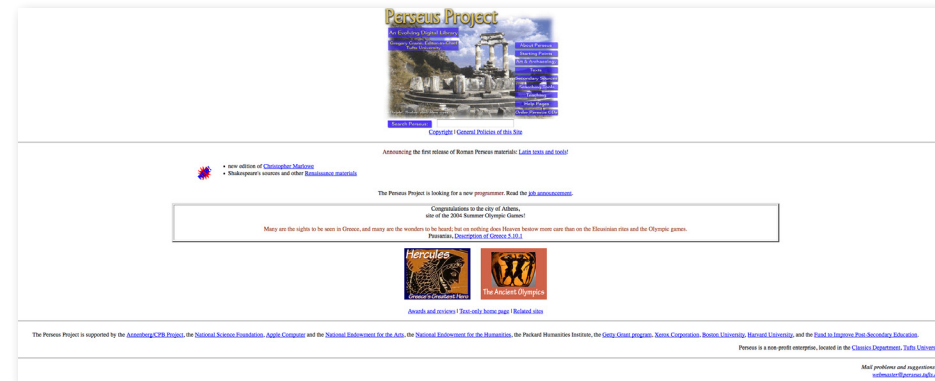 Perseus Project
An Evolving Digital Library
Gregory Crane, Editor-in-Chief
Tufts University
About Perseus
Starting Points
Art & Archaeology
Texts
Secondary Sources
Searching Tools
Teaching
Help Pages
Search Perseus:
Copyright | General Policies of this Site
Announcing the first release of Roman Perseus materials: Latin texts and tools!
• new edition of Christopher Marlowe
• Shakespeare's sources and other Renaissance materials
The Perseus Project is looking for a new programmer. Read the job announcement.
Congratulations to the city of Athens,
site of the 2004 Summer Olympic Games!
Many are the sights to be seen in Greece, and many are the wonders to be heard; but on nothing does Heaven bestow more care than on the Eleusinian rites and the Olympic games.
Pausanias, Description of Greece 5.10.1
Hercules
Greece's Greatest Hero
The Ancient Olympics
Awards and reviews | Text-only home page | Related sites
The Perseus Project is supported by the Annenberg/CPB Project, the National Science Foundation, Apple Computer and the National Endowment for the Arts, the National Endowment for the Humanities, the Packard Humanities Institute, the Getty Grant program, Xerox Corporation, Boston University, Harvard University, and the Fund to Improve Post-Secondary Education.
Perseus is a non-profit enterprise, located in the Classics Department, Tufts Univers
Mail problems and suggestions
webmaster@perseus.tufts.